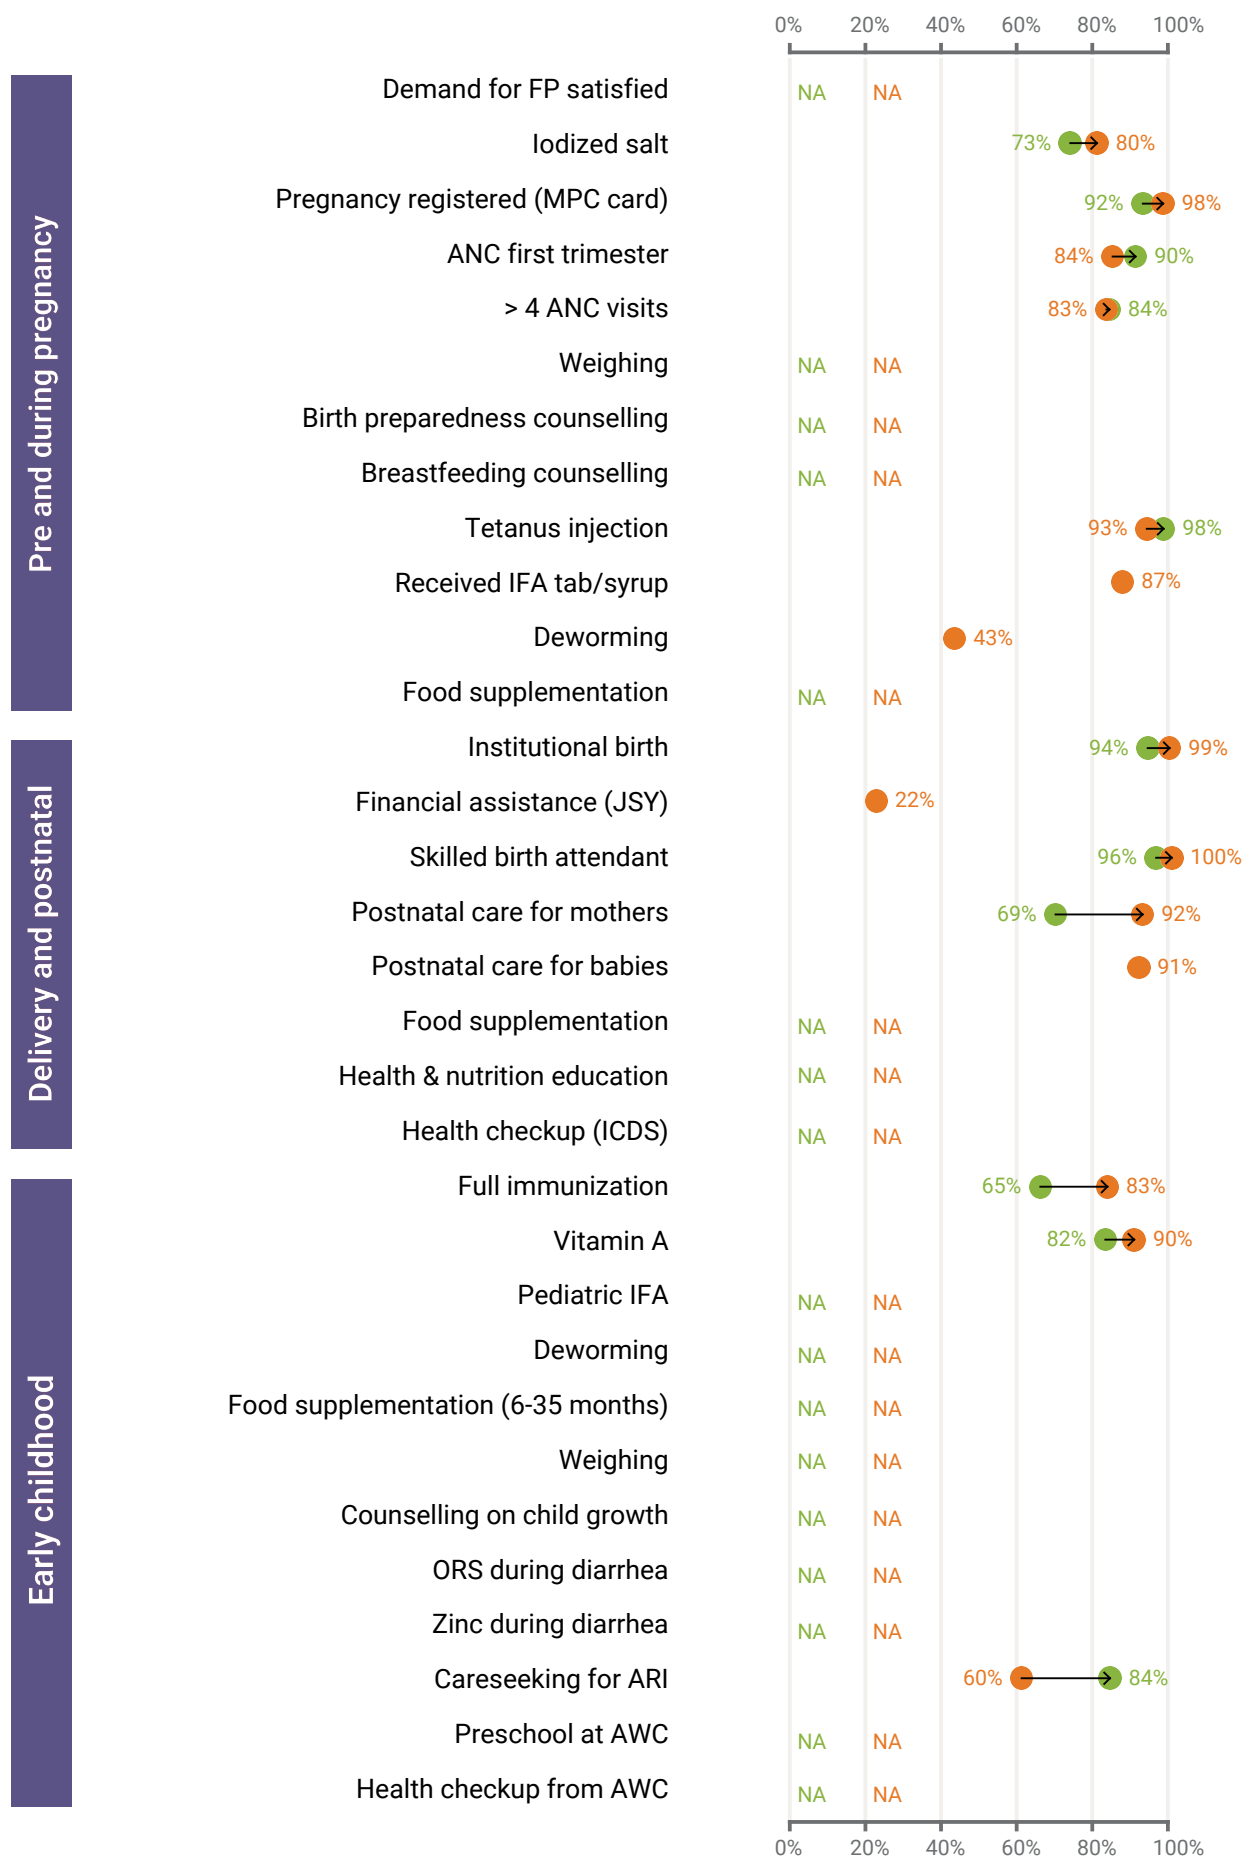 0% 20% 40% 60% 80% 100%
Pre and during pregnancy
Demand for FP satisfied NA NA
Iodized salt 73% 80%
Pregnancy registered (MPC card) 92% 98%
ANC first trimester 84% 90%
> 4 ANC visits 83% 84%
Weighing NA NA
Birth preparedness counselling NA NA
Breastfeeding counselling NA NA
Tetanus injection 93% 98%
Received IFA tab/syrup 87%
Deworming 43%
Food supplementation NA NA
Delivery and postnatal
Institutional birth 94% 99%
Financial assistance (JSY) 22%
Skilled birth attendant 96% 100%
Postnatal care for mothers 69% 92%
Postnatal care for babies 91%
Food supplementation NA NA
Health & nutrition education NA NA
Health checkup (ICDS) NA NA
Early childhood
Full immunization 65% 83%
Vitamin A 82% 90%
Pediatric IFA NA NA
Deworming NA NA
Food supplementation (6-35 months) NA NA
Weighing NA NA
Counselling on child growth NA NA
ORS during diarrhea NA NA
Zinc during diarrhea NA NA
Careseeking for ARI 60% 84%
Preschool at AWC NA NA
Health checkup from AWC NA NA
0% 20% 40% 60% 80% 100%